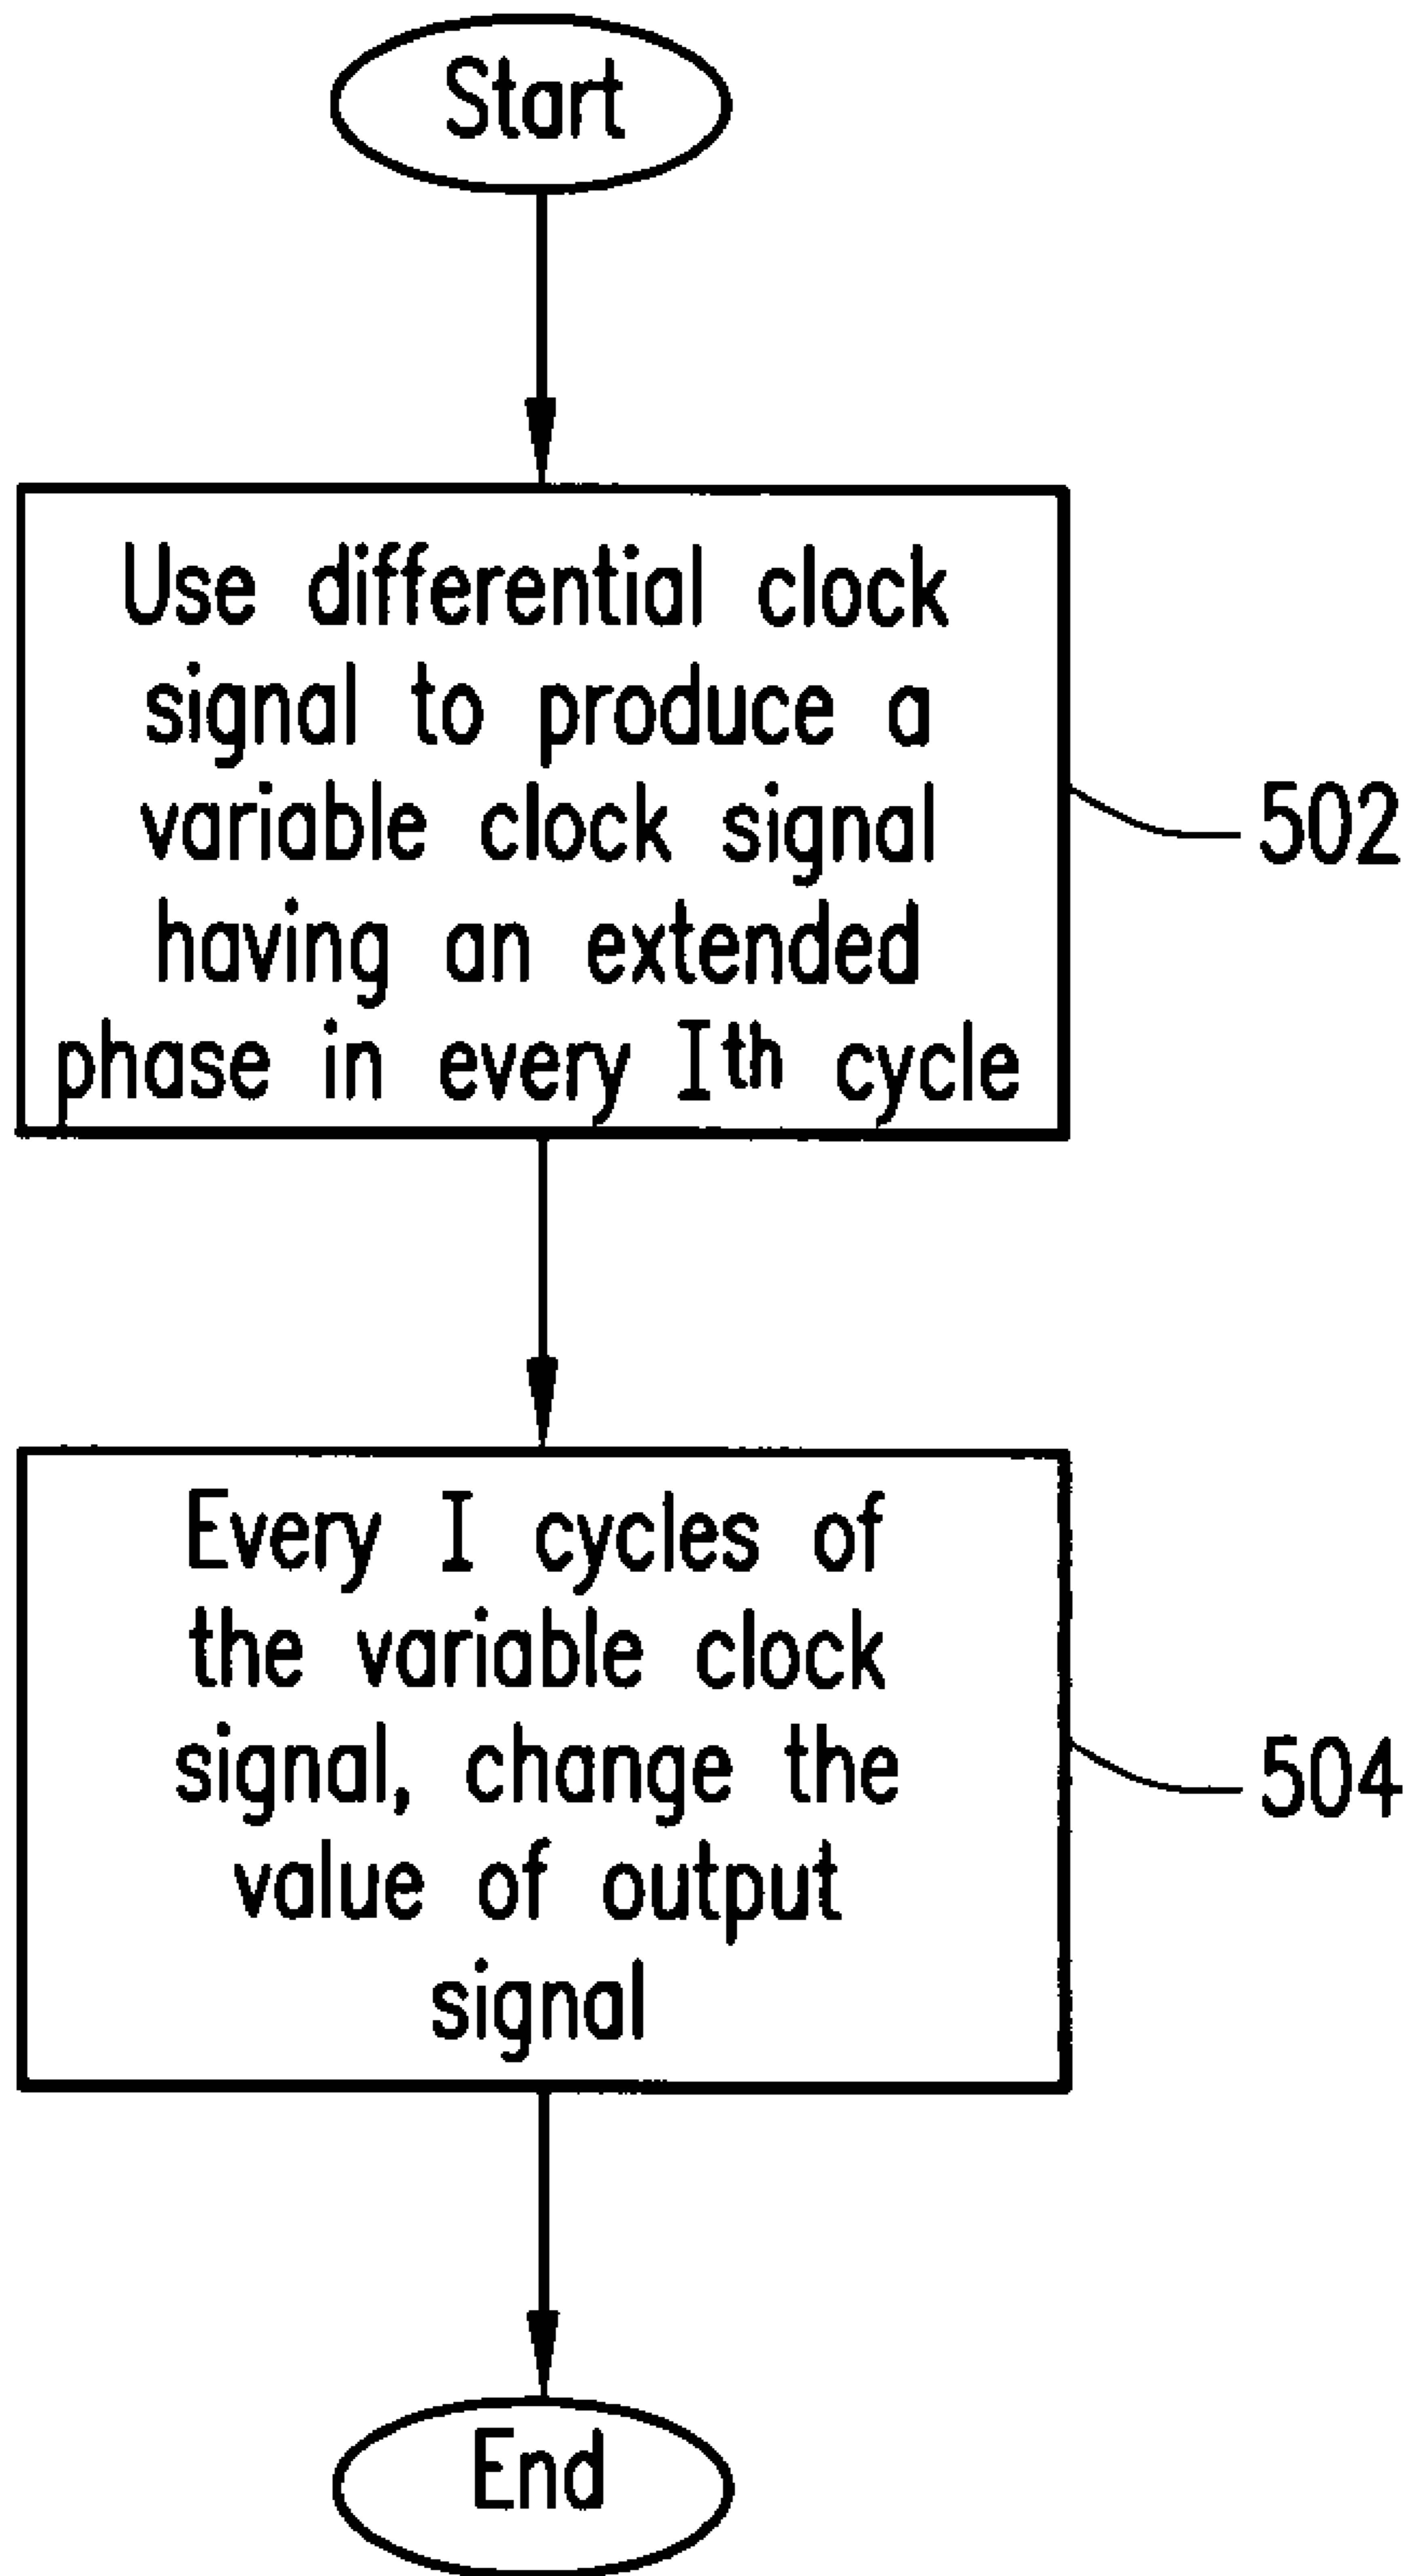 Start
Use differential clock
signal to produce a
variable clock signal
having an extended
phase in every Ith cycle
502
Every I cycles of
the variable clock
signal, change the
value of output
signal
504
End